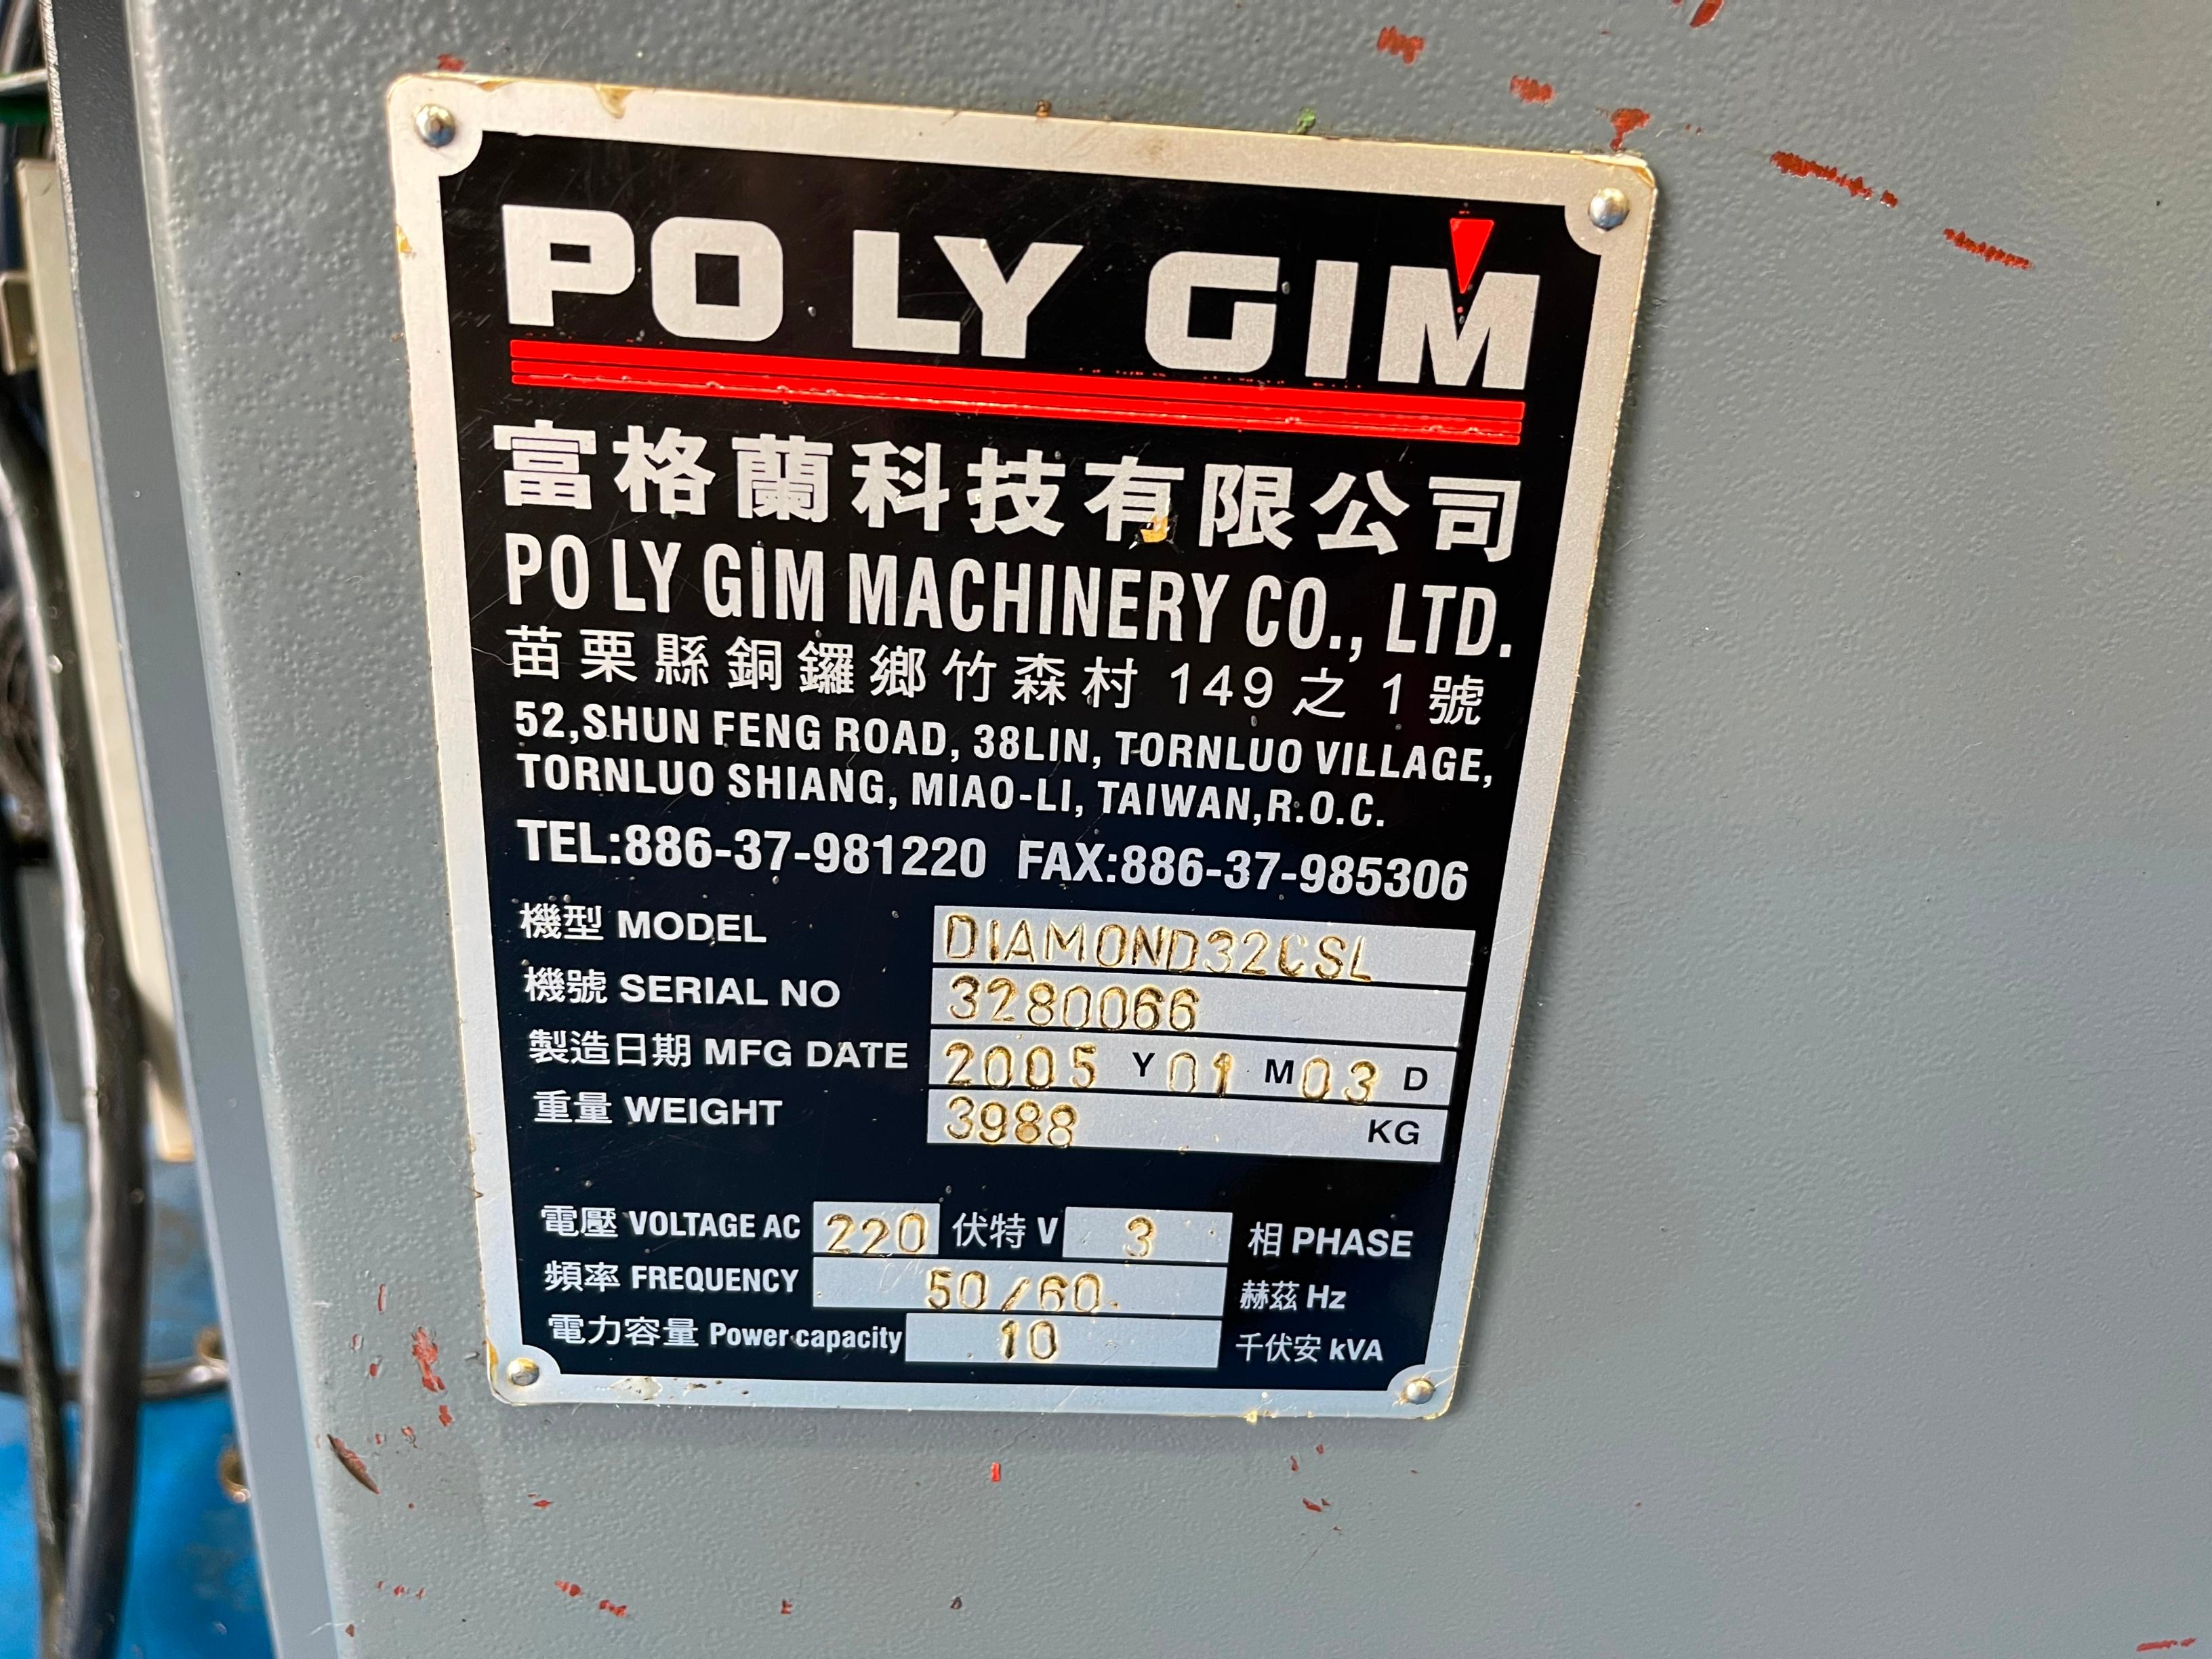 PO LY GIM
富格蘭科技有限公司
PO LY GIM MACHINERY CO., LTD.
苗栗縣銅鑼鄉竹森村 149 之 1 號
52,SHUN FENG ROAD, 38LIN, TORNLUO VILLAGE,
TORNLUO SHIANG, MIAO-LI, TAIWAN,R.O.C.
TEL:886-37-981220 FAX:886-37-985306
機型 MODEL DIAMOND32CSL
機號 SERIAL NO 3280066
製造日期 MFG DATE 2005 Y 01 M 03 D
重量 WEIGHT 3988 KG
電壓 VOLTAGE AC 220 伏特 V 3 相 PHASE
頻率 FREQUENCY 50/60 赫茲 Hz
電力容量 Power capacity 10 千伏安 kVA